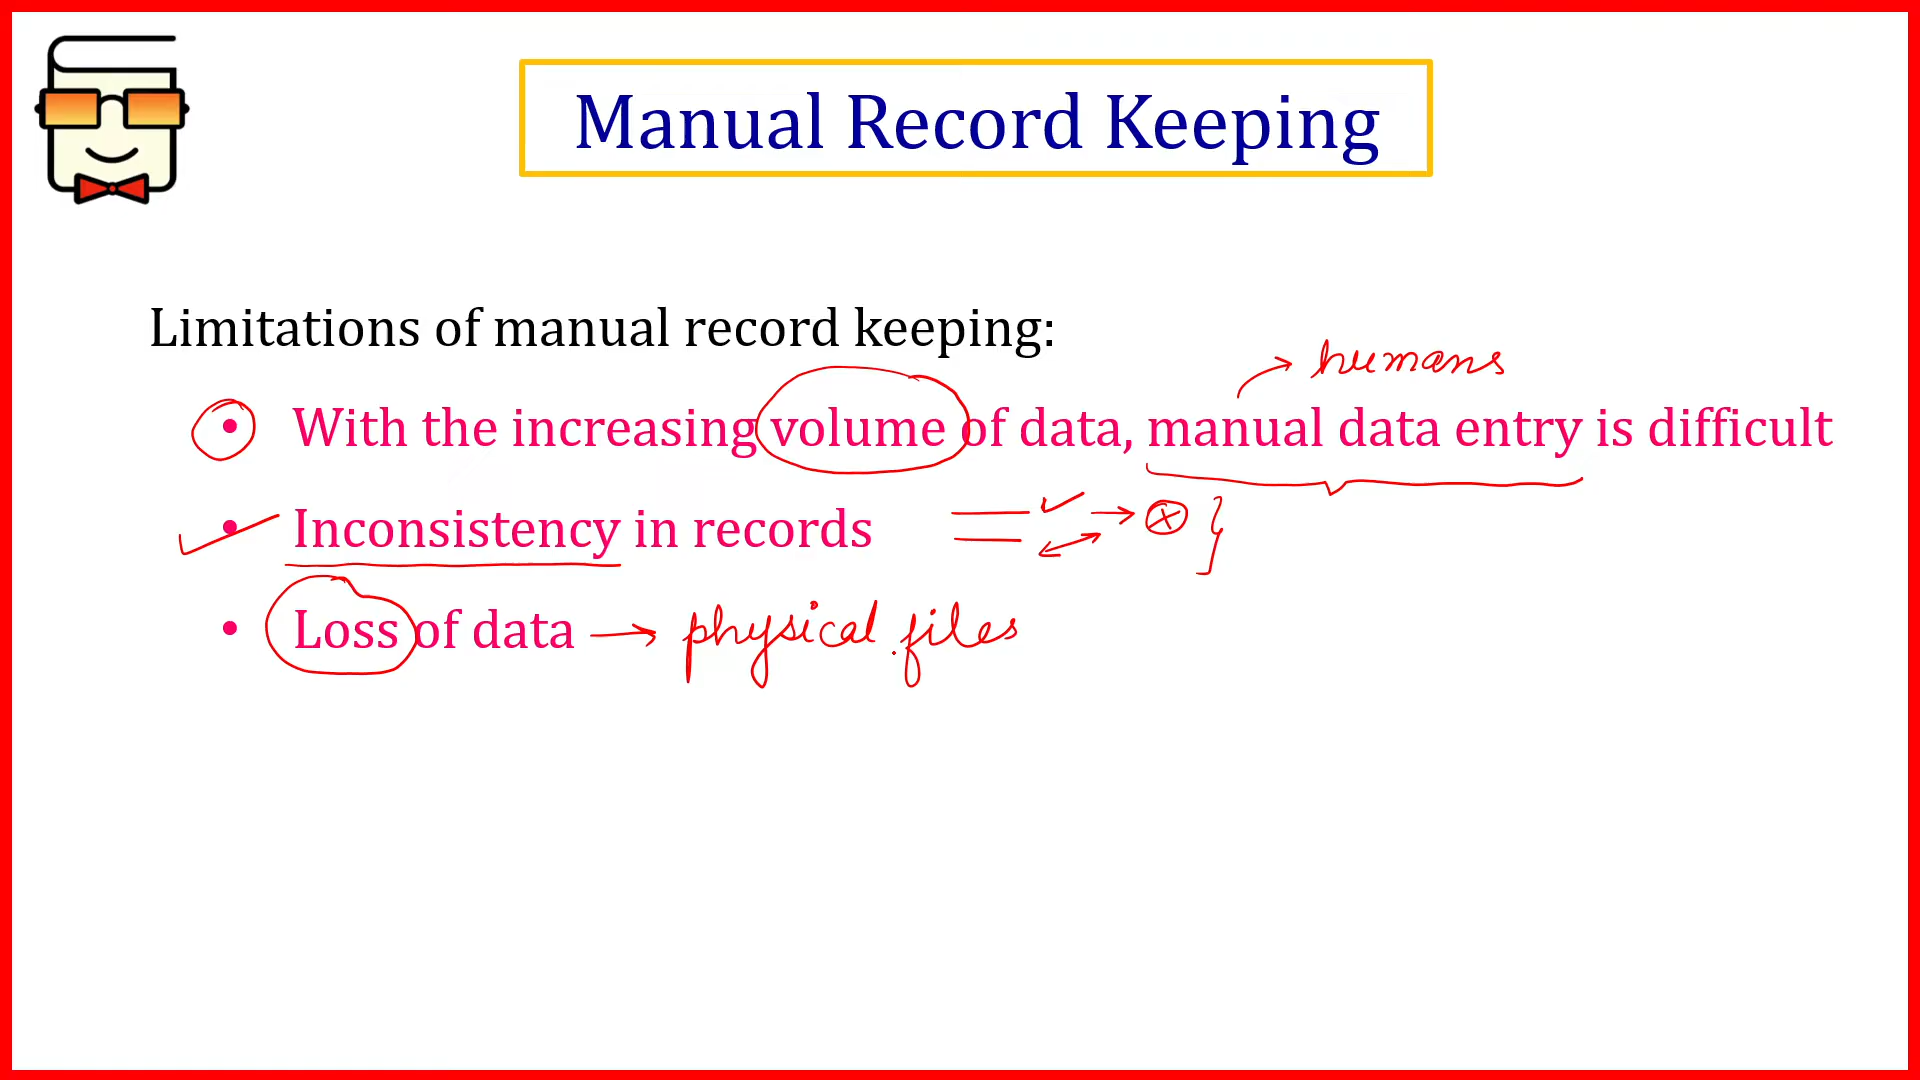 Manual Record Keeping
Limitations of manual record keeping:
humans
• With the increasing volume of data, manual data entry is difficult
• Inconsistency in records
• Loss of data → physical files